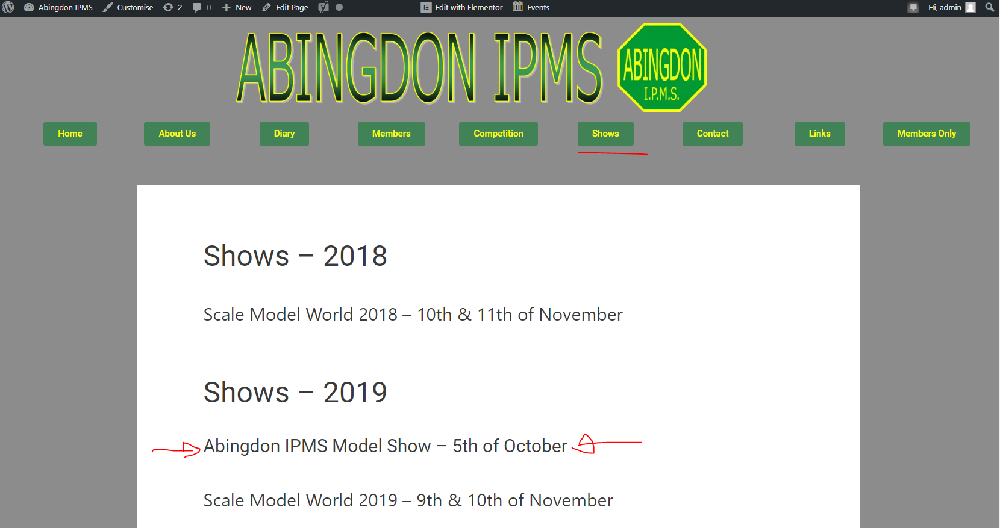 Abingdon IPMS Customise 2 0 New Edit Page Edit with Elementor Events Hi, admin
ABINGDON IPMS
ABINGDON
I.P.M.S.
Home About Us Diary Members Competition Shows Contact Links Members Only
Shows – 2018
Scale Model World 2018 – 10th & 11th of November
Shows – 2019
Abingdon IPMS Model Show – 5th of October
Scale Model World 2019 – 9th & 10th of November